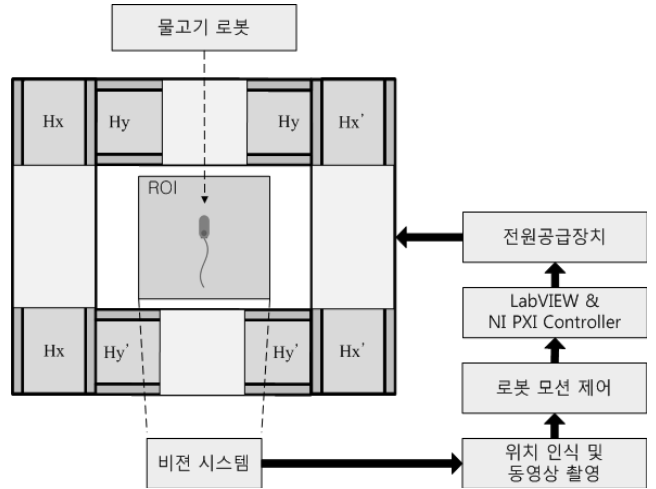 물고기 로봇
Hx
Hy
Hy
Hx'
ROI
전원공급장치
LabVIEW &
NI PXI Controller
Hx
Hy'
Hy'
Hx'
로봇 모션 제어
비젼 시스템
위치 인식 및
동영상 촬영